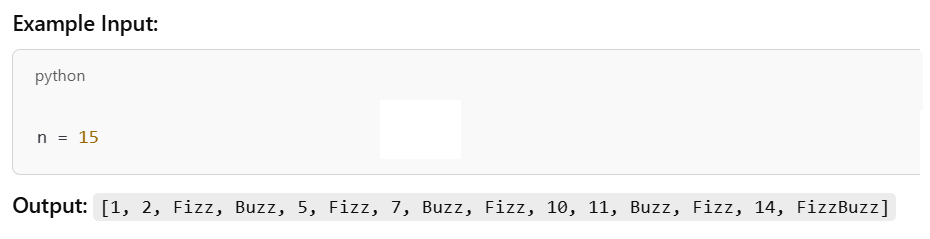 Example Input:
python
n = 15
Output: [1, 2, Fizz, Buzz, 5, Fizz, 7, Buzz, Fizz, 10, 11, Buzz, Fizz, 14, FizzBuzz]